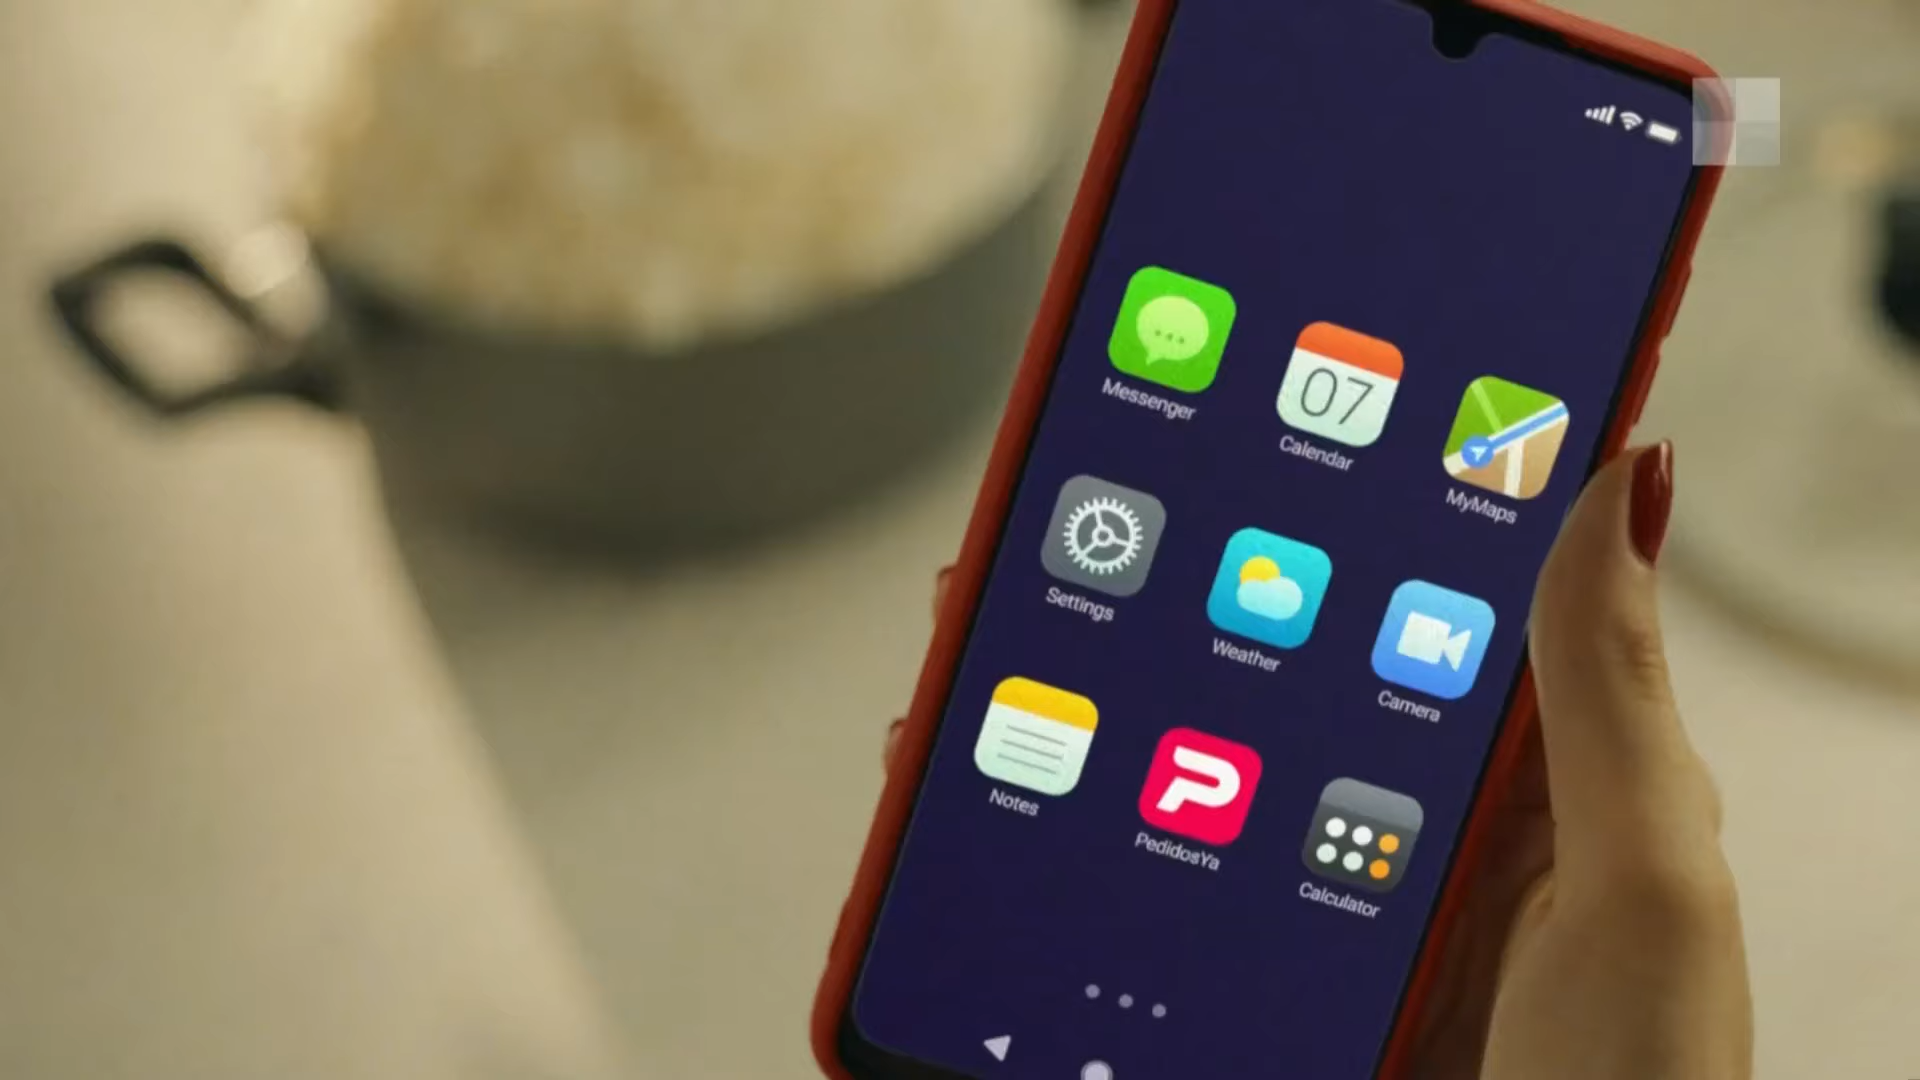 Messenger
07
Calendar
MyMaps
Settings
Weather
Camera
Notes
PedidosYa
Calculator